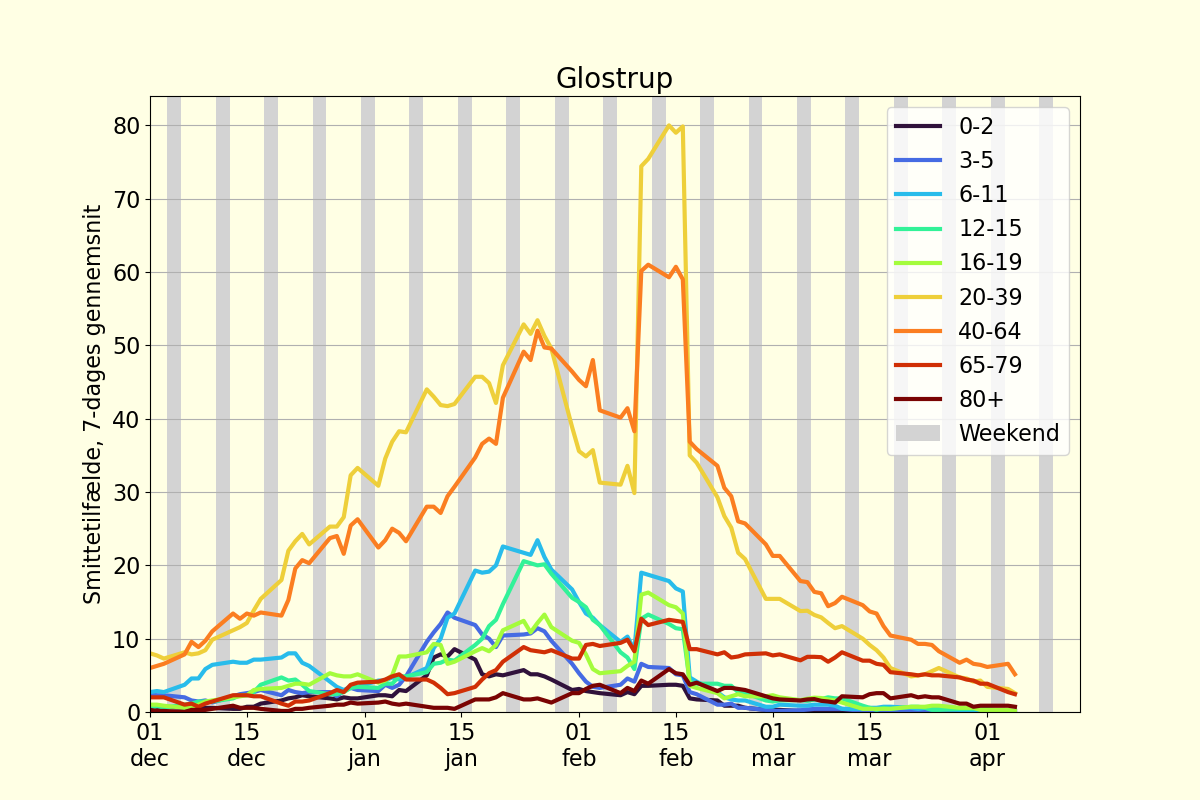 Glostrup
Smittetilfælde, 7-dages gennemsnit
80
70
60
50
40
30
20
10
0
01 dec
15 dec
01 jan
15 jan
01 feb
15 feb
01 mar
15 mar
01 apr
0-2
3-5
6-11
12-15
16-19
20-39
40-64
65-79
80+
Weekend